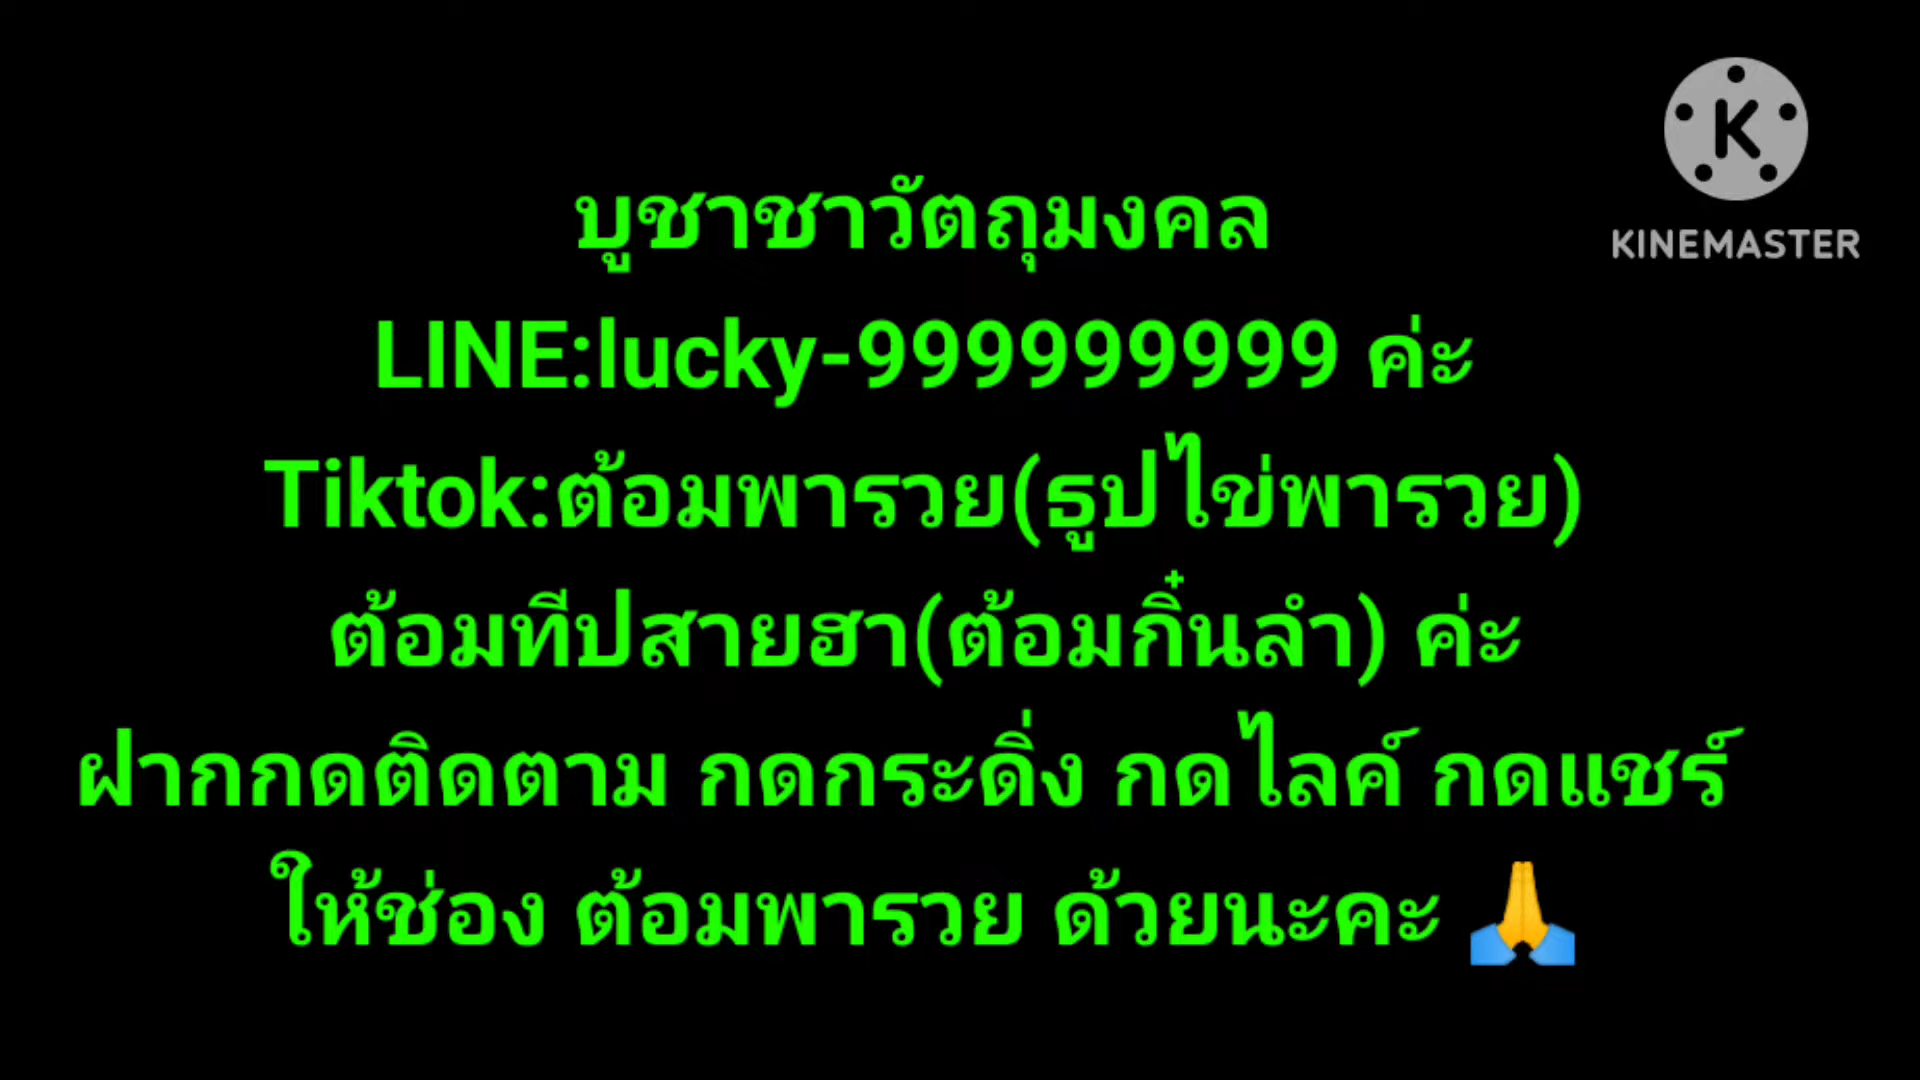 บูชาชาวัตถุมงคล
LINE:lucky-999999999 ค่ะ
Tiktok:ต้อมพารวย(ธูปไข่พารวย)
ต้อมทีปสายฮา(ต้อมกิ๋นลำ) ค่ะ
ฝากกดติดตาม กดกระดิ่ง กดไลค์ กดแชร์
ให้ช่อง ต้อมพารวย ด้วยนะคะ 🙏
K
KINEMASTER